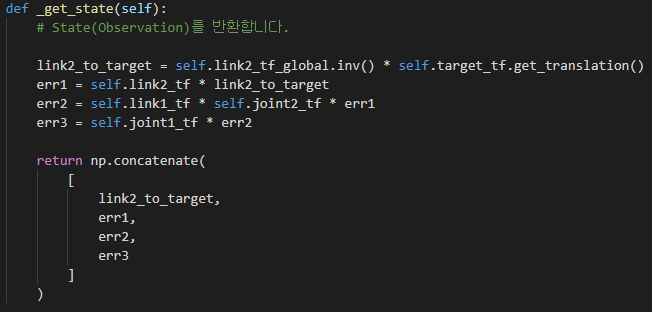 def _get_state(self):
    # State(Observation)를 반환합니다.
    link2_to_target = self.link2_tf_global.inv() * self.target_tf.get_translation()
    err1 = self.link2_tf * link2_to_target
    err2 = self.link1_tf * self.joint2_tf * err1
    err3 = self.joint1_tf * err2
    return np.concatenate(
        [
            link2_to_target,
            err1,
            err2,
            err3
        ]
    )